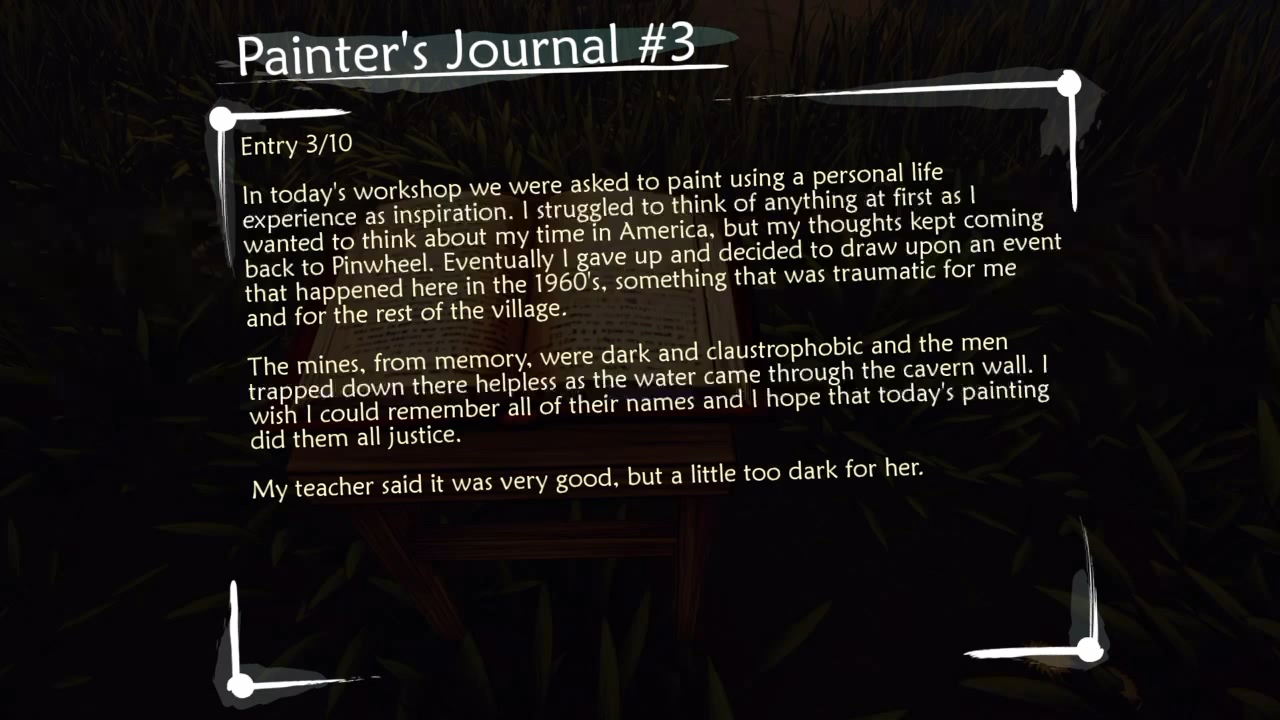 Painter's Journal #3
Entry 3/10
In today's workshop we were asked to paint using a personal life
experience as inspiration. I struggled to think of anything at first as I
wanted to think about my time in America, but my thoughts kept coming
back to Pinwheel. Eventually I gave up and decided to draw upon an event
that happened here in the 1960's, something that was traumatic for me
and for the rest of the village.
The mines, from memory, were dark and claustrophobic and the men
trapped down there helpless as the water came through the cavern wall. I
wish I could remember all of their names and I hope that today's painting
did them all justice.
My teacher said it was very good, but a little too dark for her.